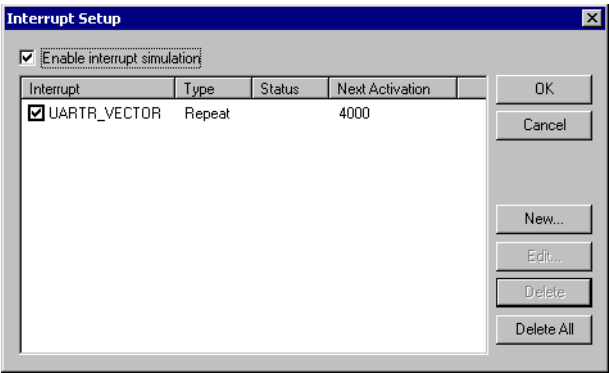 Interrupt Setup
Enable interrupt simulation
Interrupt Type Status Next Activation
UARTR_VECTOR Repeat 4000
OK
Cancel
New...
Edit...
Delete
Delete All